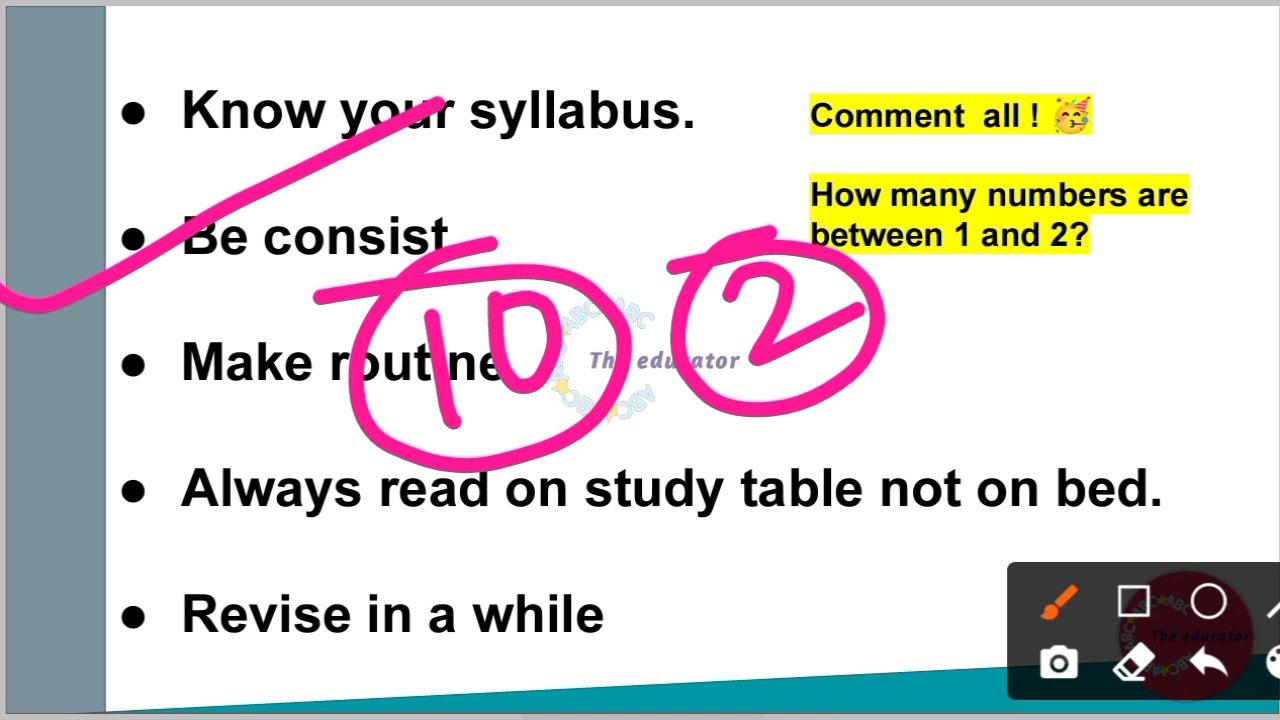 Know your syllabus.
Comment all ! 🥳
How many numbers are
between 1 and 2?
Be consist
10
2
Make routine
The educator
Always read on study table not on bed.
Revise in a while
The educator